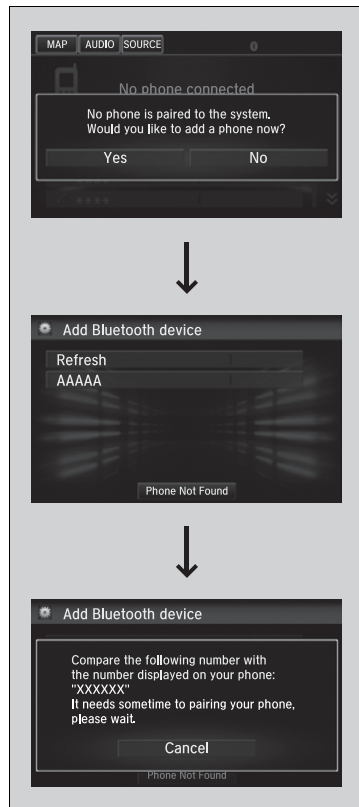 MAP AUDIO SOURCE 0
No phone connected
No phone is paired to the system.
Would you like to add a phone now?
Yes No
****
Add Bluetooth device
Refresh
AAAAA
Phone Not Found
Add Bluetooth device
Compare the following number with
the number displayed on your phone:
"XXXXXX"
It needs sometime to pairing your phone,
please wait.
Cancel
Phone Not Found